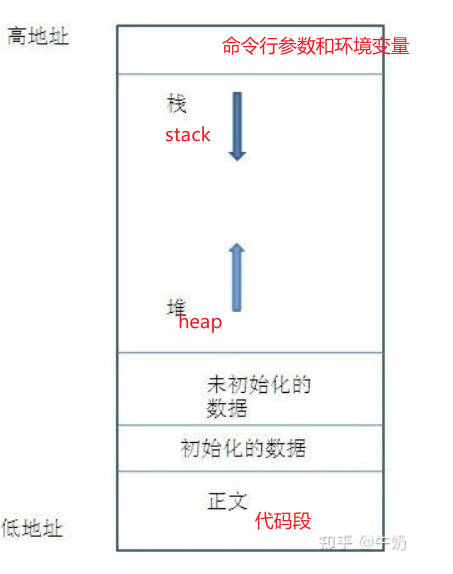 高地址
命令行参数和环境变量
栈
stack
堆
heap
未初始化的
数据
初始化的数据
正文
代码段
低地址
知乎 @牛奶